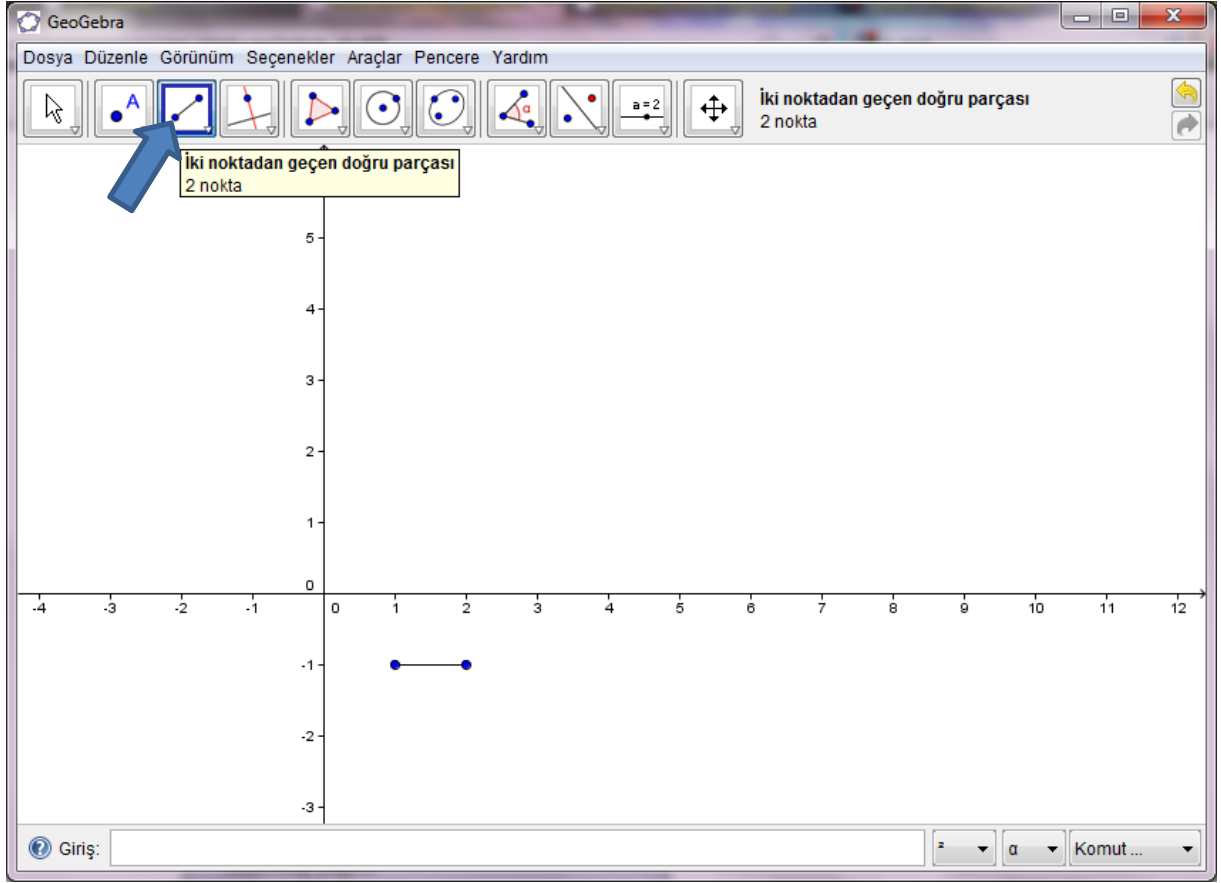 GeoGebra
Dosya Düzenle Görünüm Seçenekler Araçlar Pencere Yardım
A
α
a=2
İki noktadan geçen doğru parçası
2 nokta
İki noktadan geçen doğru parçası
2 nokta
5
4
3
2
1
0
-4 -3 -2 -1 0 1 2 3 4 5 6 7 8 9 10 11 12
-1
-2
-3
Giriş: ² α Komut ...